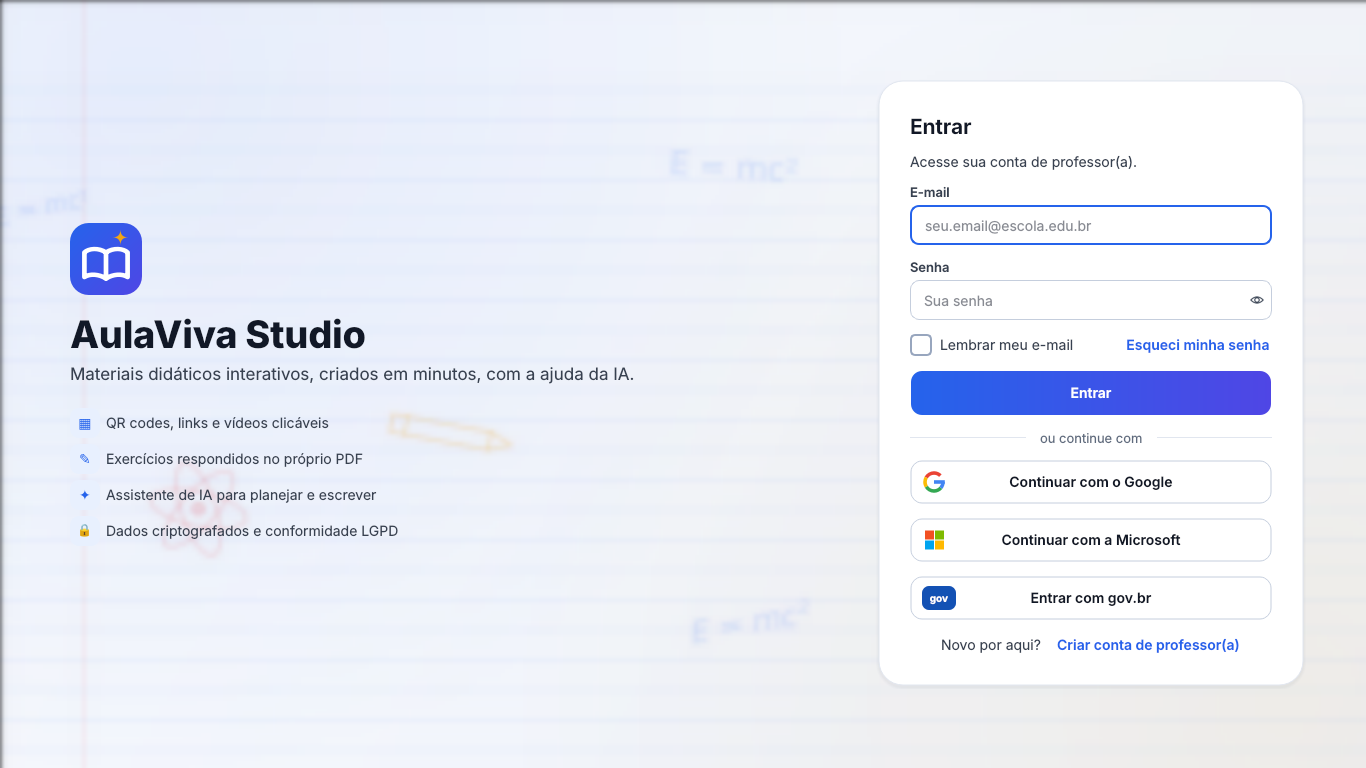 E = mc²
E = mc²
AulaViva Studio
Materiais didáticos interativos, criados em minutos, com a ajuda da IA.
QR codes, links e vídeos clicáveis
Exercícios respondidos no próprio PDF
Assistente de IA para planejar e escrever
Dados criptografados e conformidade LGPD
E = mc²
Entrar
Acesse sua conta de professor(a).
E-mail
seu.email@escola.edu.br
Senha
Sua senha
Lembrar meu e-mail
Esqueci minha senha
Entrar
ou continue com
Continuar com o Google
Continuar com a Microsoft
gov
Entrar com gov.br
Novo por aqui? Criar conta de professor(a)